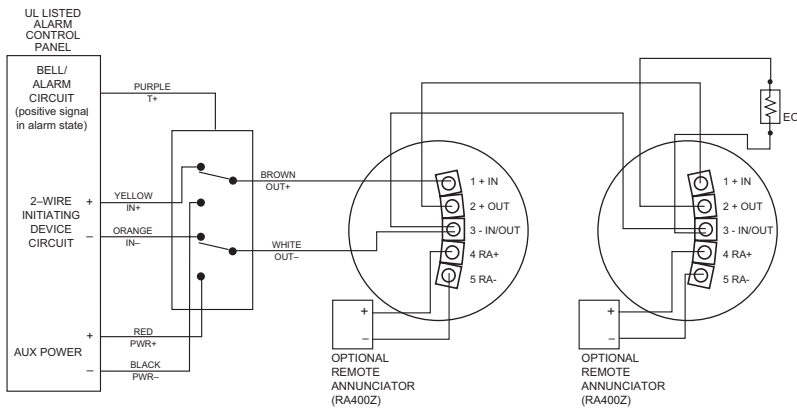 UL LISTED
ALARM
CONTROL
PANEL
BELL/
ALARM
CIRCUIT
(positive signal
in alarm state)
PURPLE
T+
2–WIRE
INITIATING
DEVICE
CIRCUIT
+
YELLOW
IN+
–
ORANGE
IN–
AUX POWER
+
RED
PWR+
–
BLACK
PWR–
BROWN
OUT+
WHITE
OUT–
1 + IN
2 + OUT
3 - IN/OUT
4 RA+
5 RA-
+
–
OPTIONAL
REMOTE
ANNUNCIATOR
(RA400Z)
1 + IN
2 + OUT
3 - IN/OUT
4 RA+
5 RA-
+
–
OPTIONAL
REMOTE
ANNUNCIATOR
(RA400Z)